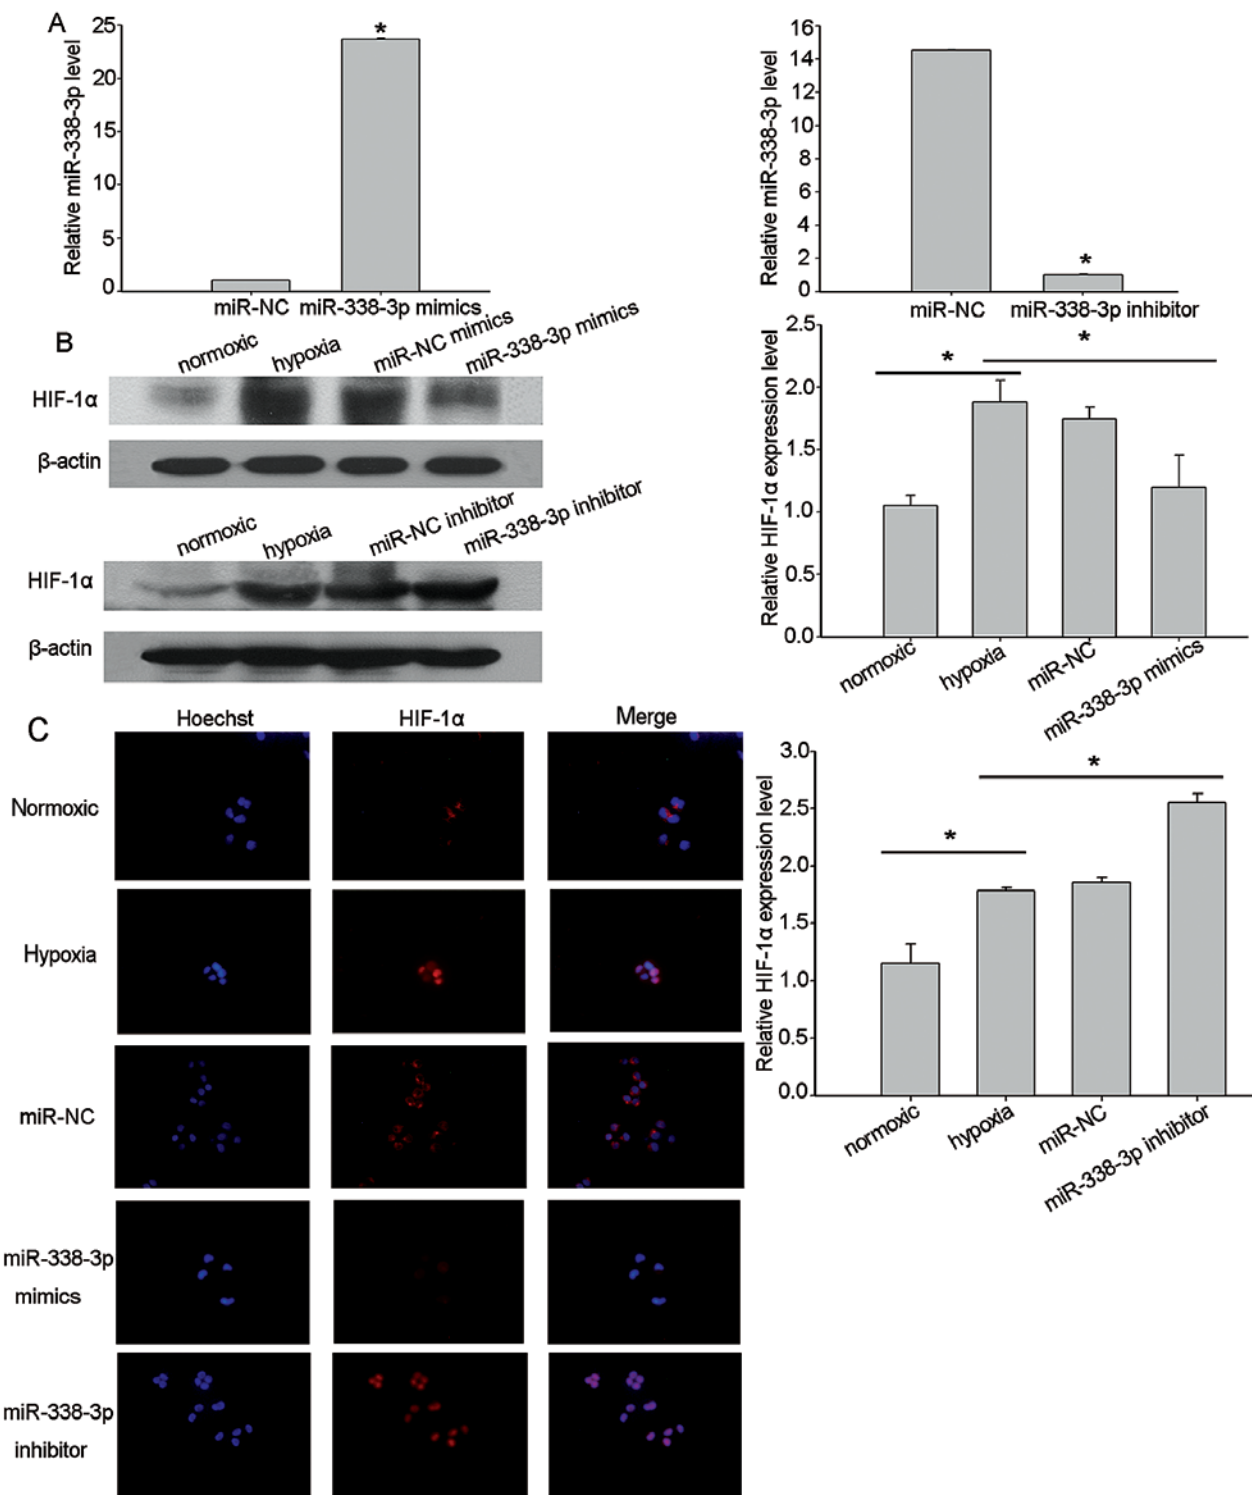 A
Relative miR-338-3p level
25
20
15
10
5
0
*
miR-NC
miR-338-3p mimics
Relative miR-338-3p level
16
14
12
10
8
6
4
2
0
*
miR-NC
miR-338-3p inhibitor
B
normoxic
hypoxia
miR-NC mimics
miR-338-3p mimics
HIF-1α
β-actin
normoxic
hypoxia
miR-NC inhibitor
miR-338-3p inhibitor
HIF-1α
β-actin
Relative HIF-1α expression level
2.5
2.0
1.5
1.0
0.5
0.0
*
*
normoxic
hypoxia
miR-NC
miR-338-3p mimics
C
Hoechst
HIF-1α
Merge
Normoxic
Hypoxia
miR-NC
miR-338-3p
mimics
miR-338-3p
inhibitor
Relative HIF-1α expression level
3.0
2.5
2.0
1.5
1.0
0.5
0.0
*
*
normoxic
hypoxia
miR-NC
miR-338-3p inhibitor